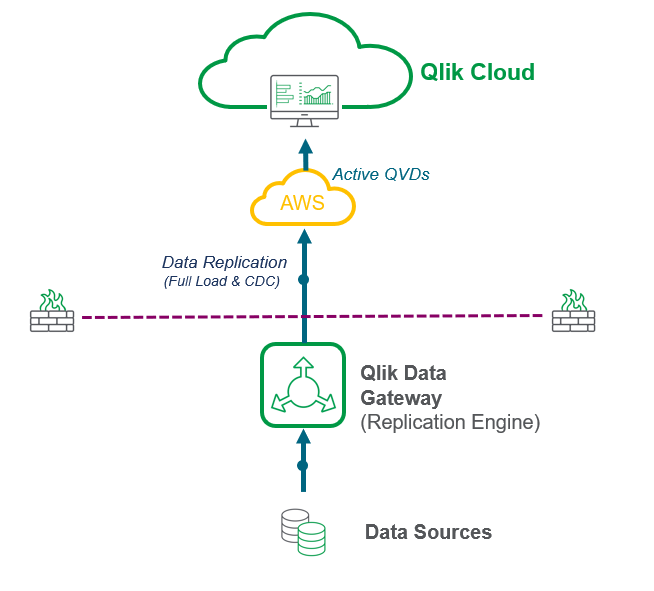 Qlik Cloud
Active QVDs
AWS
Data Replication
(Full Load & CDC)
Qlik Data
Gateway
(Replication Engine)
Data Sources